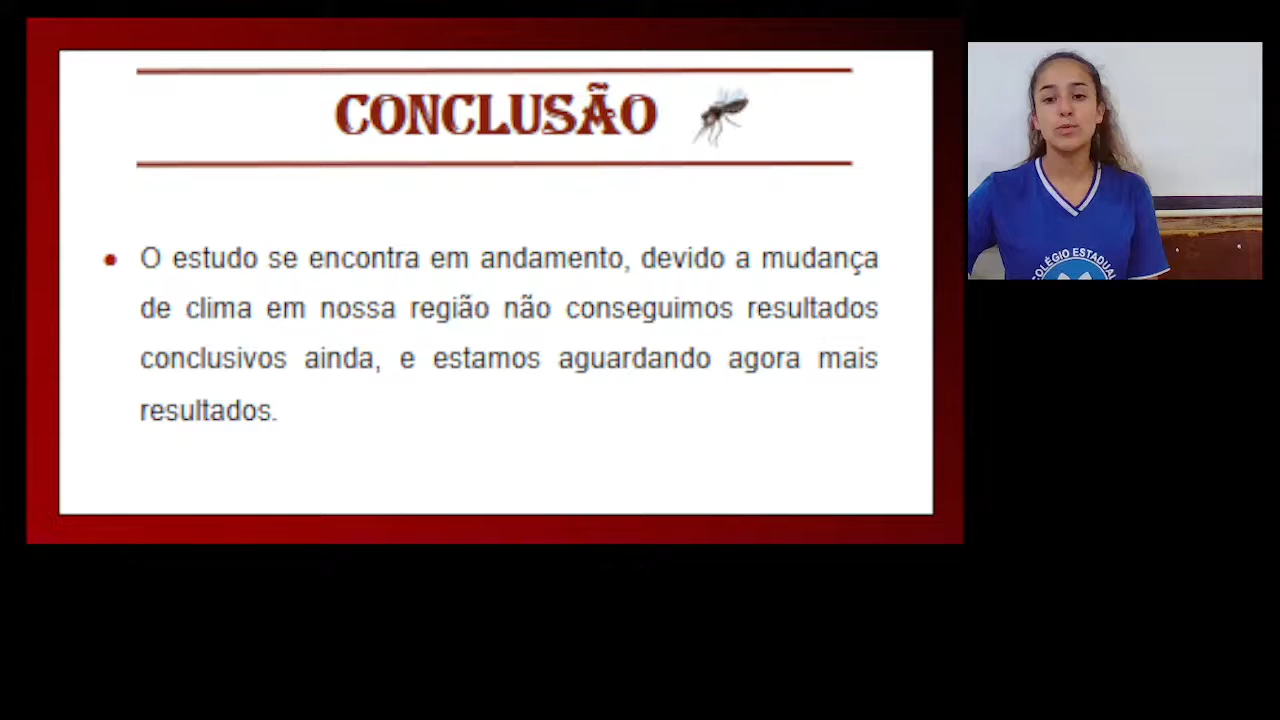 CONCLUSÃO
O estudo se encontra em andamento, devido a mudança
de clima em nossa região não conseguimos resultados
conclusivos ainda, e estamos aguardando agora mais
resultados.
COLÉGIO ESTADUAL